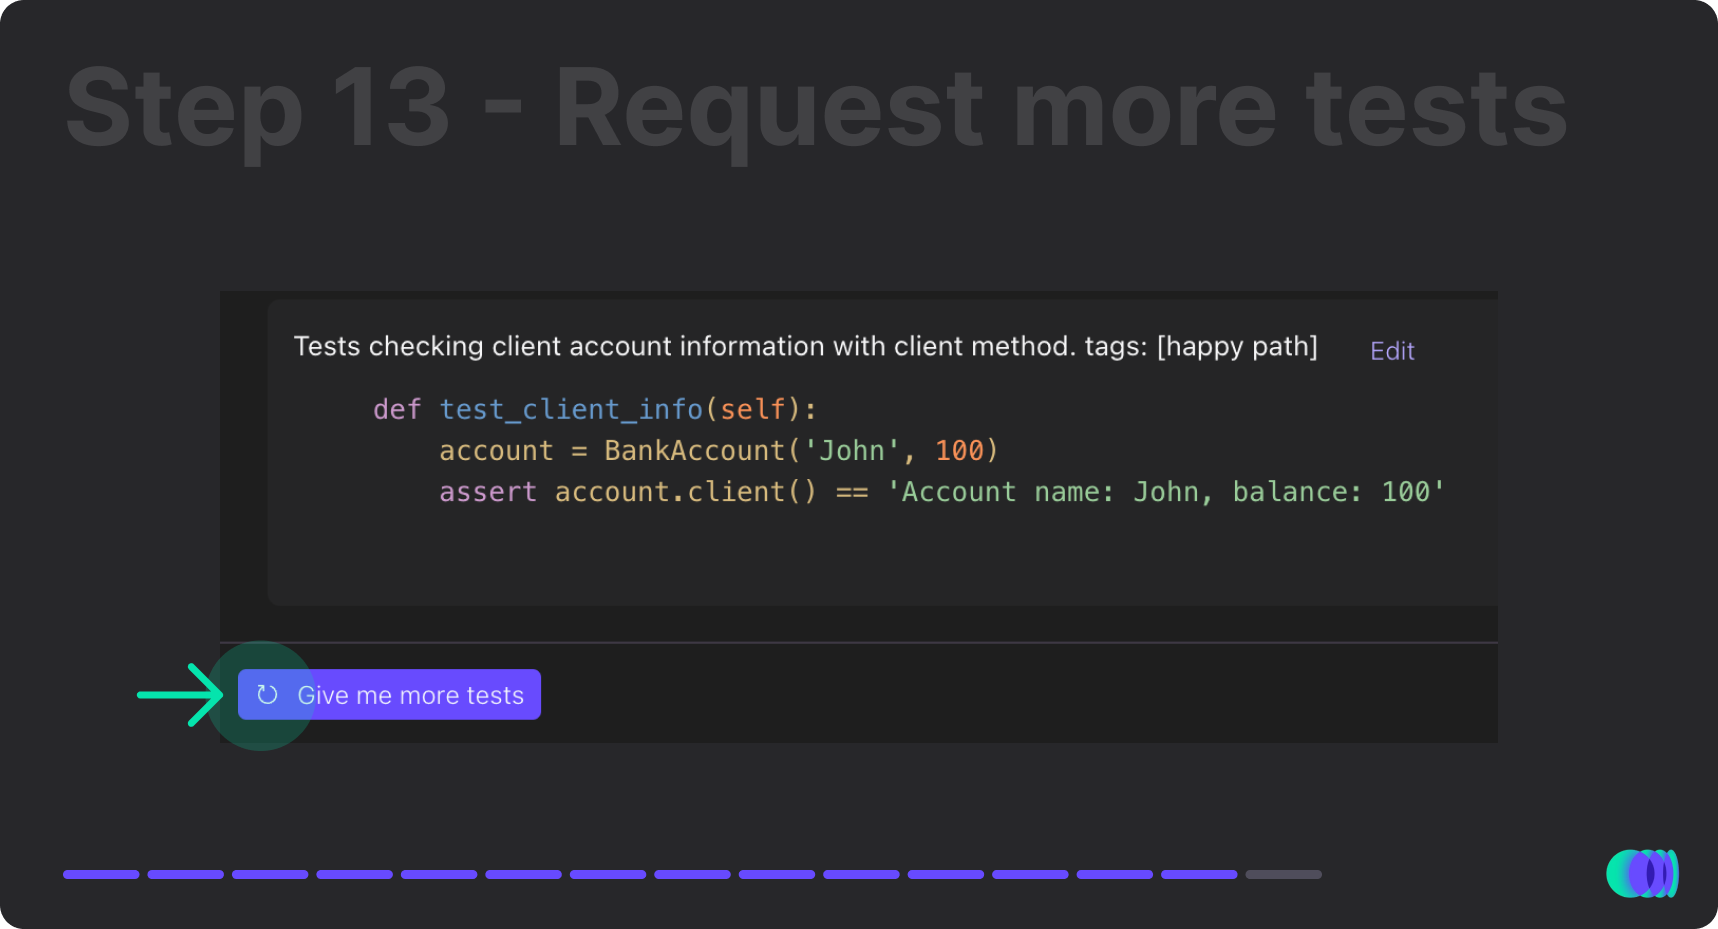 Step 13 - Request more tests
Tests checking client account information with client method. tags: [happy path]
Edit
def test_client_info(self):
account = BankAccount('John', 100)
assert account.client() == 'Account name: John, balance: 100'
Give me more tests